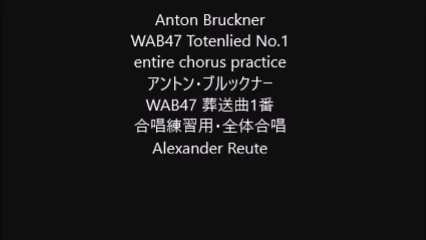 Anton Bruckner
WAB47 Totenlied No.1
entire chorus practice
アントン・ブルックナー
WAB47 葬送曲1番
合唱練習用・全体合唱
Alexander Reute